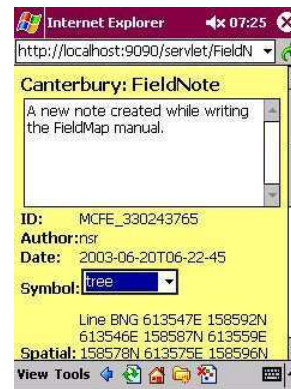 Internet Explorer 07:25
http://localhost:9090/servlet/FieldN
Canterbury: FieldNote
A new note created while writing
the FieldMap manual.
ID: MCFE_330243765
Author:nsr
Date: 2003-06-20T06-22-45
Symbol: tree
Line BNG 613547E 158592N
613546E 158587N 613559E
Spatial: 158578N 613575E 158596N
View Tools